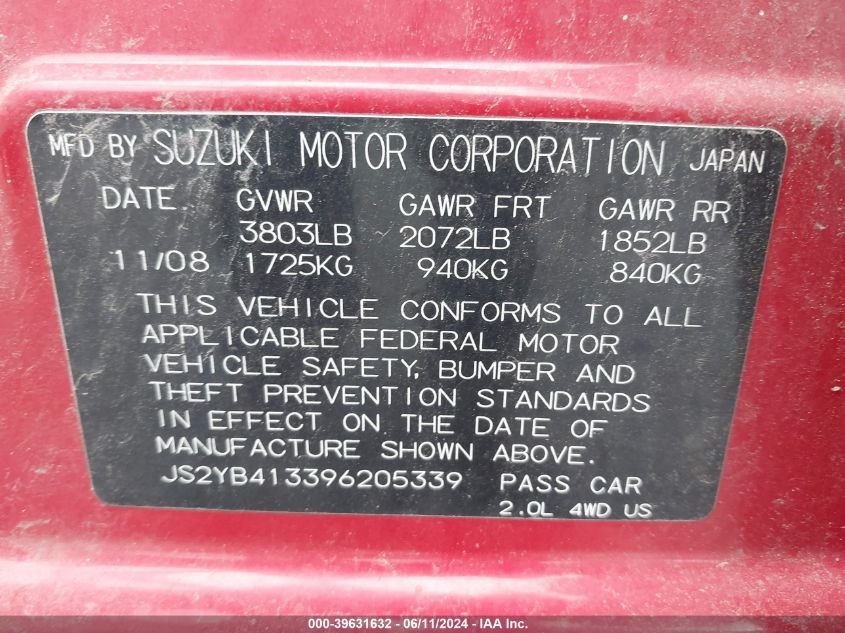 MFD BY SUZUKI MOTOR CORPORATION JAPAN
DATE. GVWR GAWR FRT GAWR RR
3803LB 2072LB 1852LB
11/08 1725KG 940KG 840KG
THIS VEHICLE CONFORMS TO ALL
APPLICABLE FEDERAL MOTOR
VEHICLE SAFETY, BUMPER AND
THEFT PREVENTION STANDARDS
IN EFFECT ON THE DATE OF
MANUFACTURE SHOWN ABOVE.
JS2YB413396205339 PASS CAR
2.0L 4WD US
000-39631632 - 06/11/2024 - IAA Inc.